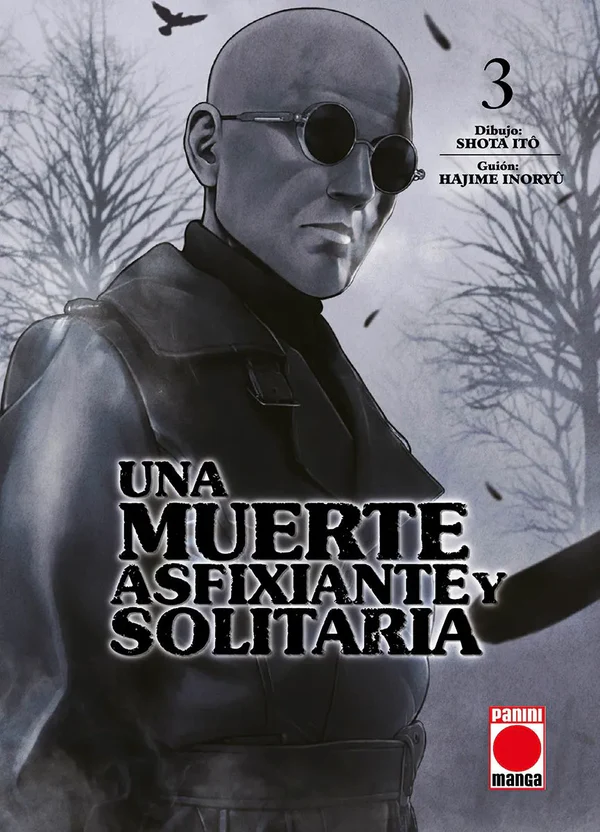 3
Dibujo:
SHOTA ITÔ
Guión:
HAJIME INORYÛ
UNA
MUERTE
ASFIXIANTE Y
SOLITARIA
PANINI
manga